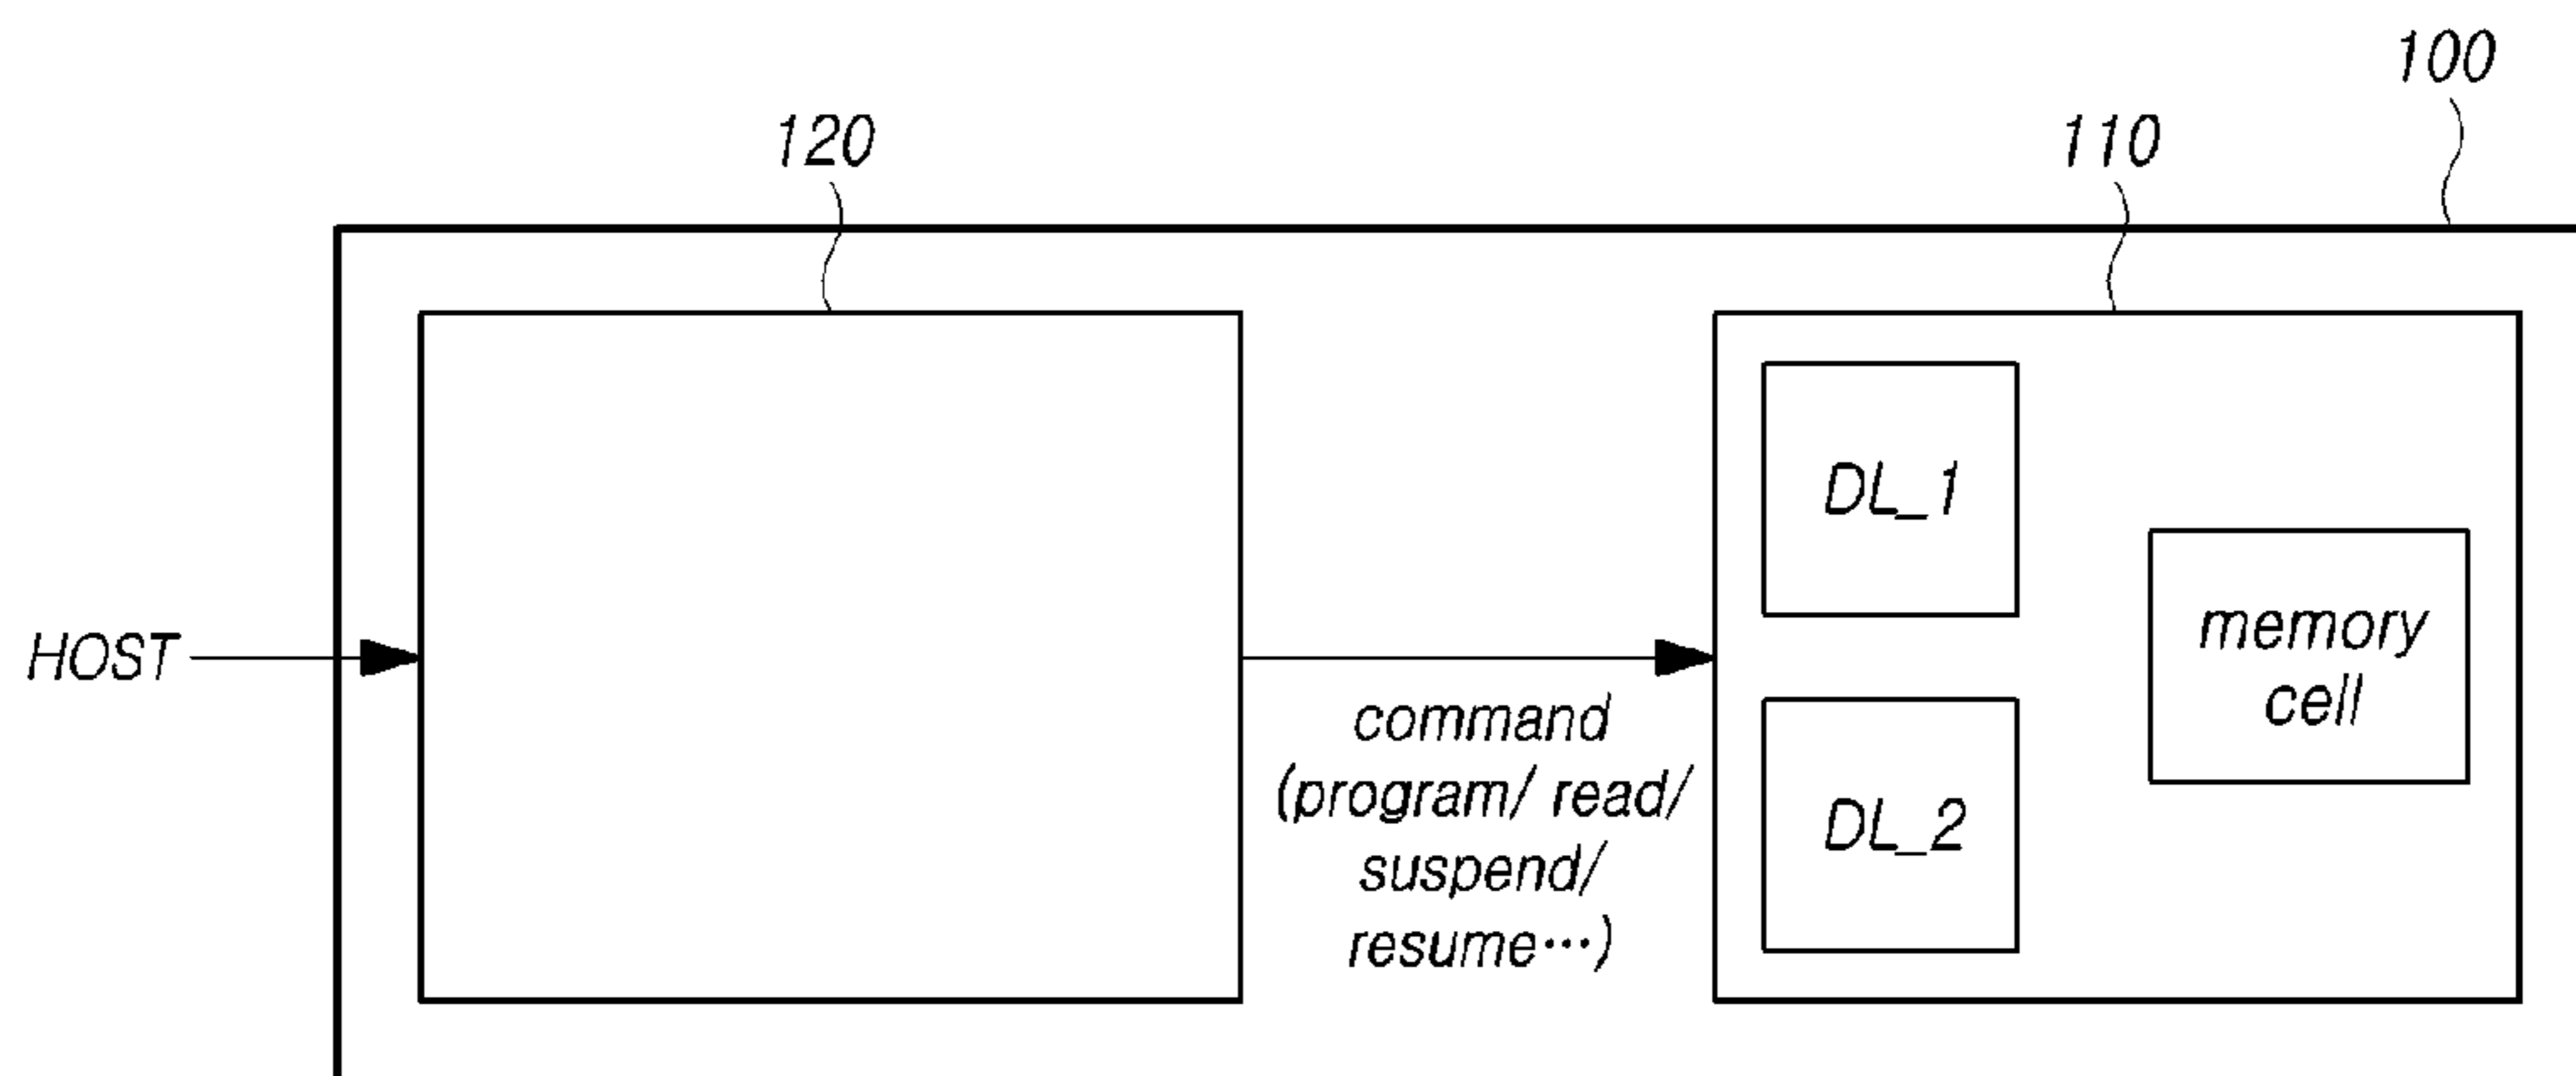 100
120
110
DL_1
memory
cell
HOST
command
(program/ read/
suspend/
resume⋯)
DL_2